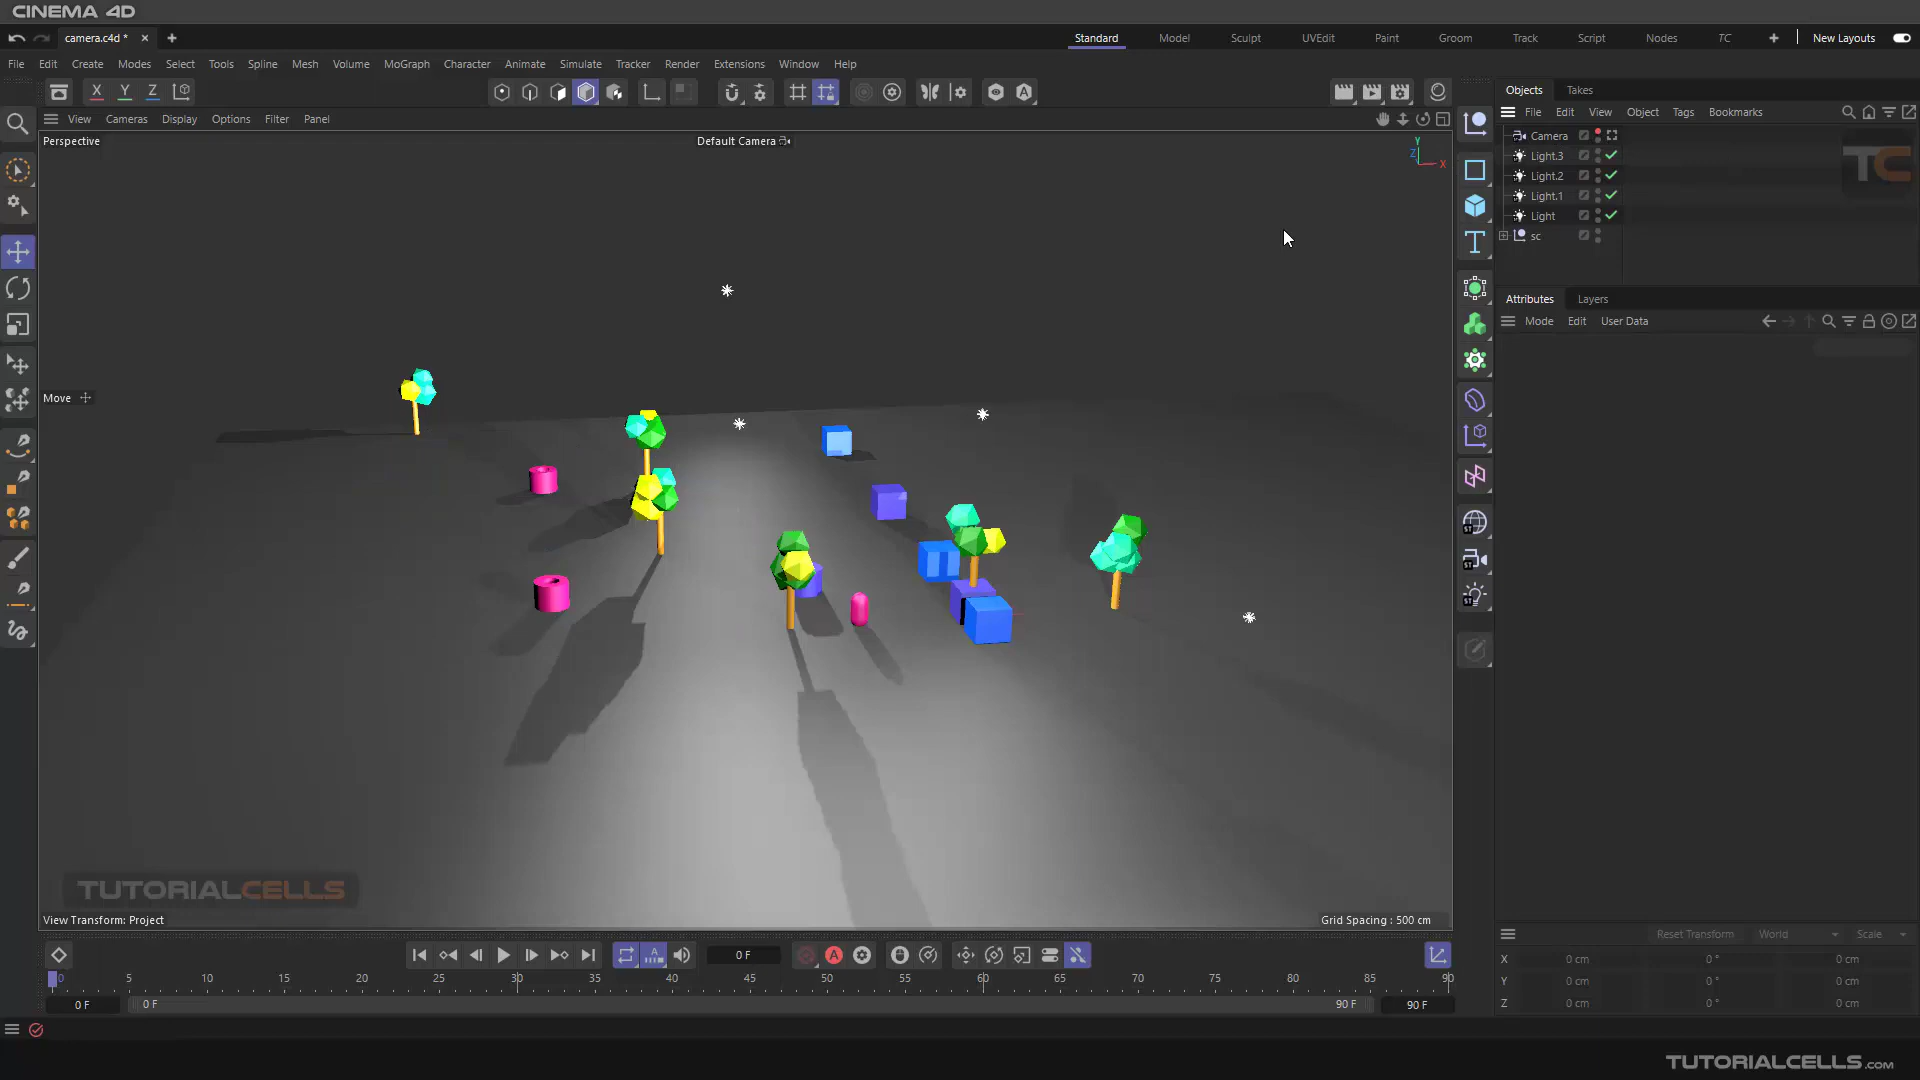 CINEMA 4D
camera.c4d *
Standard
Model
Sculpt
UVEdit
Paint
Groom
Track
Script
Nodes
TC
New Layouts
File Edit Create Modes Select Tools Spline Mesh Volume MoGraph Character Animate Simulate Tracker Render Extensions Window Help
X Y Z
Objects Takes
View Cameras Display Options Filter Panel
File Edit View Object Tags Bookmarks
Perspective
Default Camera
Y
Z
X
Camera
Light.3
Light.2
Light.1
Light
sc
TC
Attributes Layers
Mode Edit User Data
Move
TUTORIALCELLS
View Transform: Project
Grid Spacing : 500 cm
0 F
0 5 10 15 20 25 30 35 40 45 50 55 60 65 70 75 80 85 90
0 F
0 F
90 F
90 F
Reset Transform World Scale
X 0 cm 0 ° 0 cm
Y 0 cm 0 ° 0 cm
Z 0 cm 0 ° 0 cm
TUTORIALCELLS.com